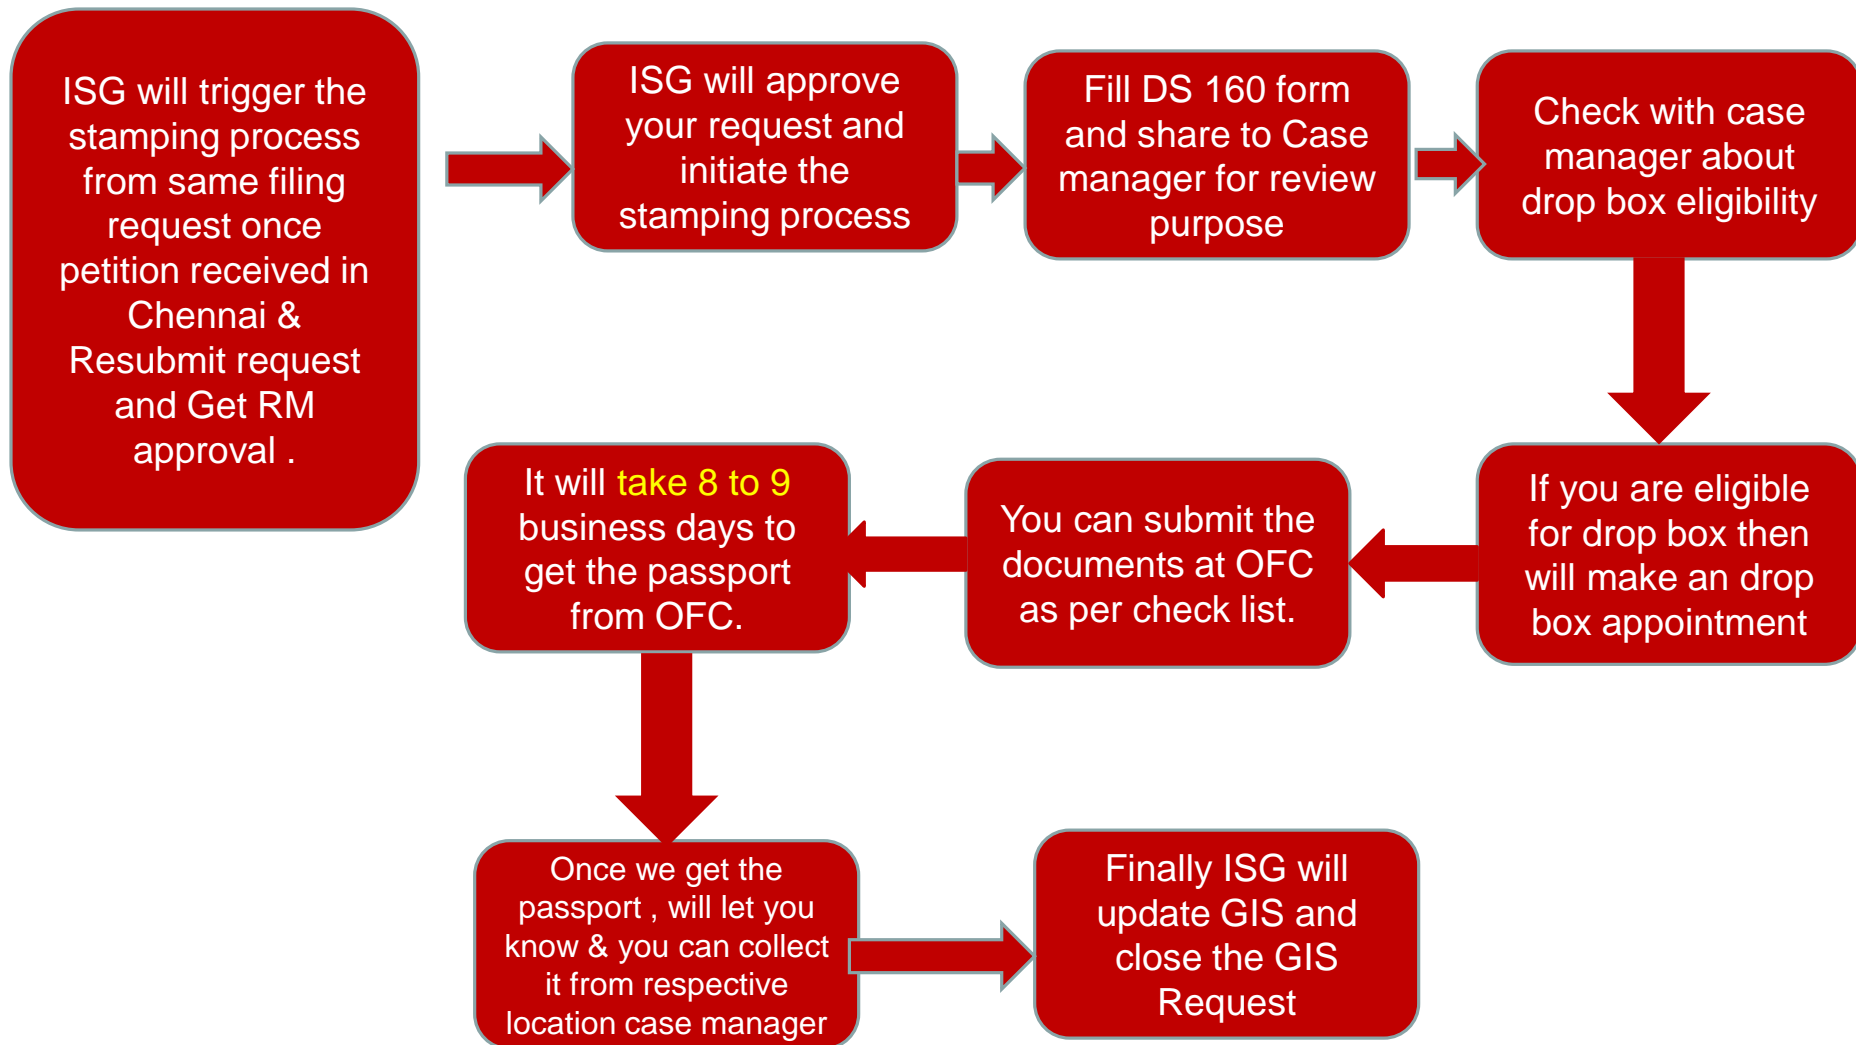 ISG will trigger the
stamping process
from same filing
request once
petition received in
Chennai &
Resubmit request
and Get RM
approval .
ISG will approve
your request and
initiate the
stamping process
Fill DS 160 form
and share to Case
manager for review
purpose
Check with case
manager about
drop box eligibility
If you are eligible
for drop box then
will make an drop
box appointment
You can submit the
documents at OFC
as per check list.
It will take 8 to 9
business days to
get the passport
from OFC.
Once we get the
passport , will let you
know & you can collect
it from respective
location case manager
Finally ISG will
update GIS and
close the GIS
Request